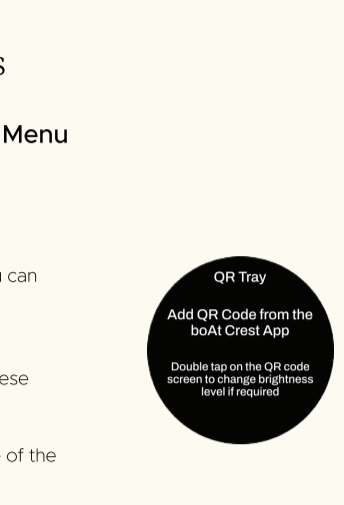 s
Menu
u can
QR Tray
Add QR Code from the
boAt Crest App
Double tap on the QR code
screen to change brightness
level if required
ese
of the